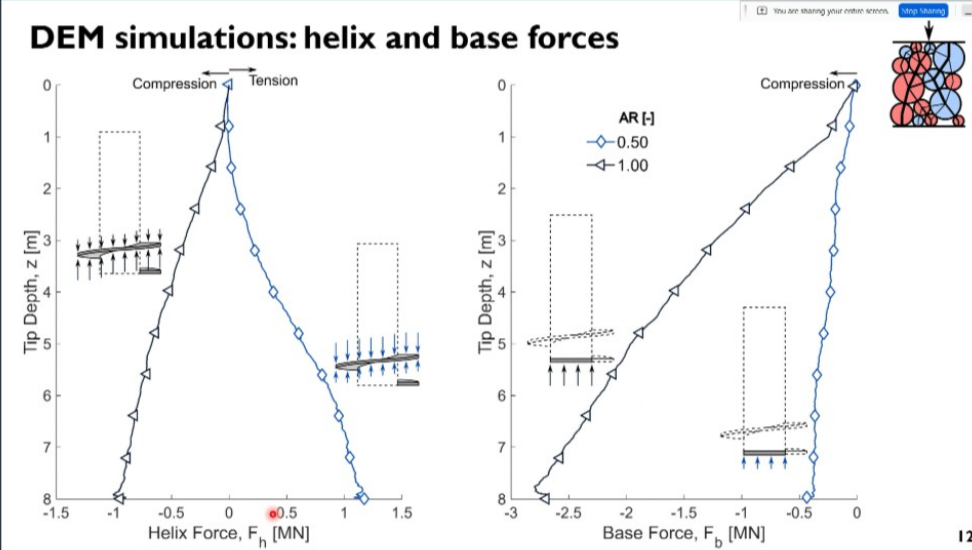 You are sharing your entire screen.
Stop Sharing
DEM simulations: helix and base forces
Compression
Tension
0
1
2
3
4
5
6
7
8
Tip Depth, z [m]
-1.5 -1 -0.5 0 0.5 1 1.5
Helix Force, Fh [MN]
Compression
AR [-]
0.50
1.00
0
1
2
3
4
5
6
7
8
Tip Depth, z [m]
-3 -2.5 -2 -1.5 -1 -0.5 0
Base Force, Fb [MN]
12